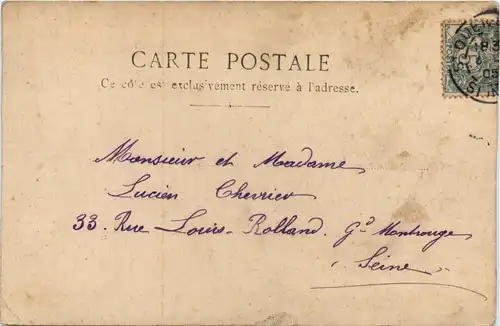 CARTE POSTALE
Ce côté est exclusivement réservé à l'adresse.
Monsieur et Madame
Lucien Chevrier
33. Rue Louis-Rolland. Gd Montrouge
Seine